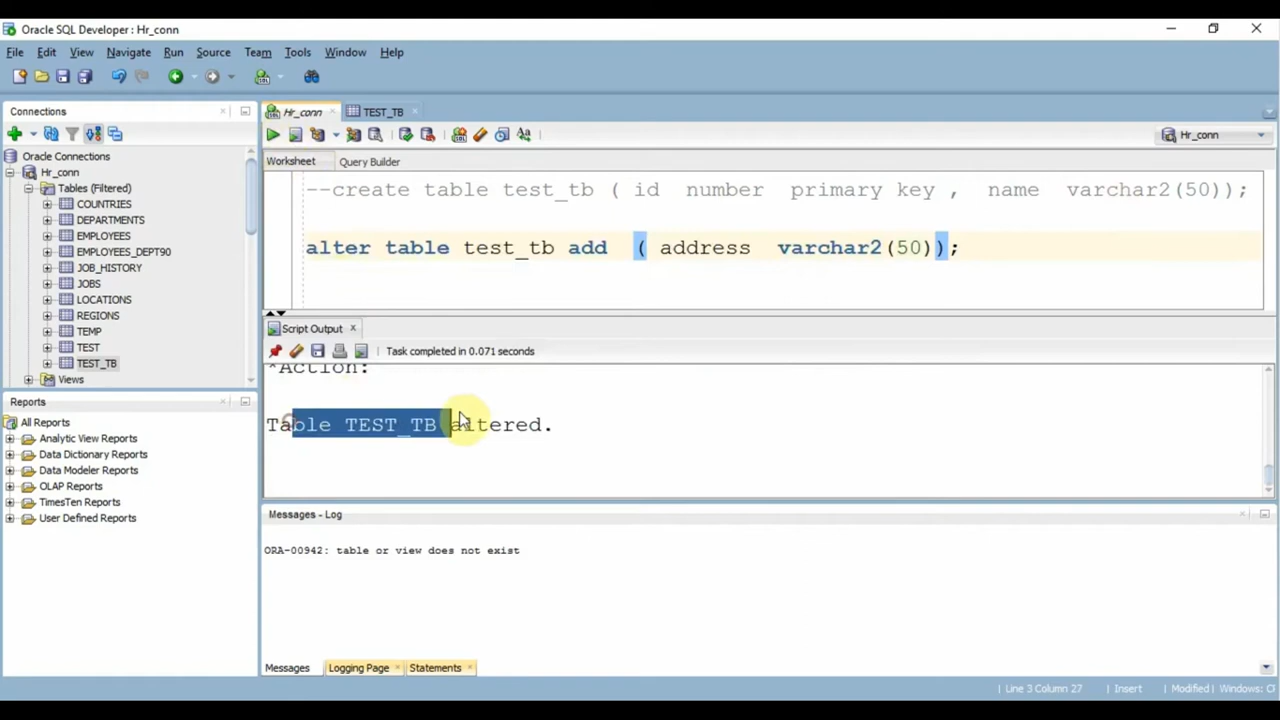 Oracle SQL Developer : Hr_conn
File Edit View Navigate Run Source Team Tools Window Help
Connections
Oracle Connections
Hr_conn
Tables (Filtered)
COUNTRIES
DEPARTMENTS
EMPLOYEES
EMPLOYEES_DEPT90
JOB_HISTORY
JOBS
LOCATIONS
REGIONS
TEMP
TEST
TEST_TB
Views
Reports
All Reports
Analytic View Reports
Data Dictionary Reports
Data Modeler Reports
OLAP Reports
TimesTen Reports
User Defined Reports
Hr_conn TEST_TB
Hr_conn
Worksheet Query Builder
--create table test_tb ( id number primary key , name varchar2(50));
alter table test_tb add ( address varchar2(50));
Script Output
Task completed in 0.071 seconds
*Action:
Table TEST_TB altered.
Messages - Log
ORA-00942: table or view does not exist
Messages Logging Page Statements
Line 3 Column 27 Insert Modified Windows: Cl